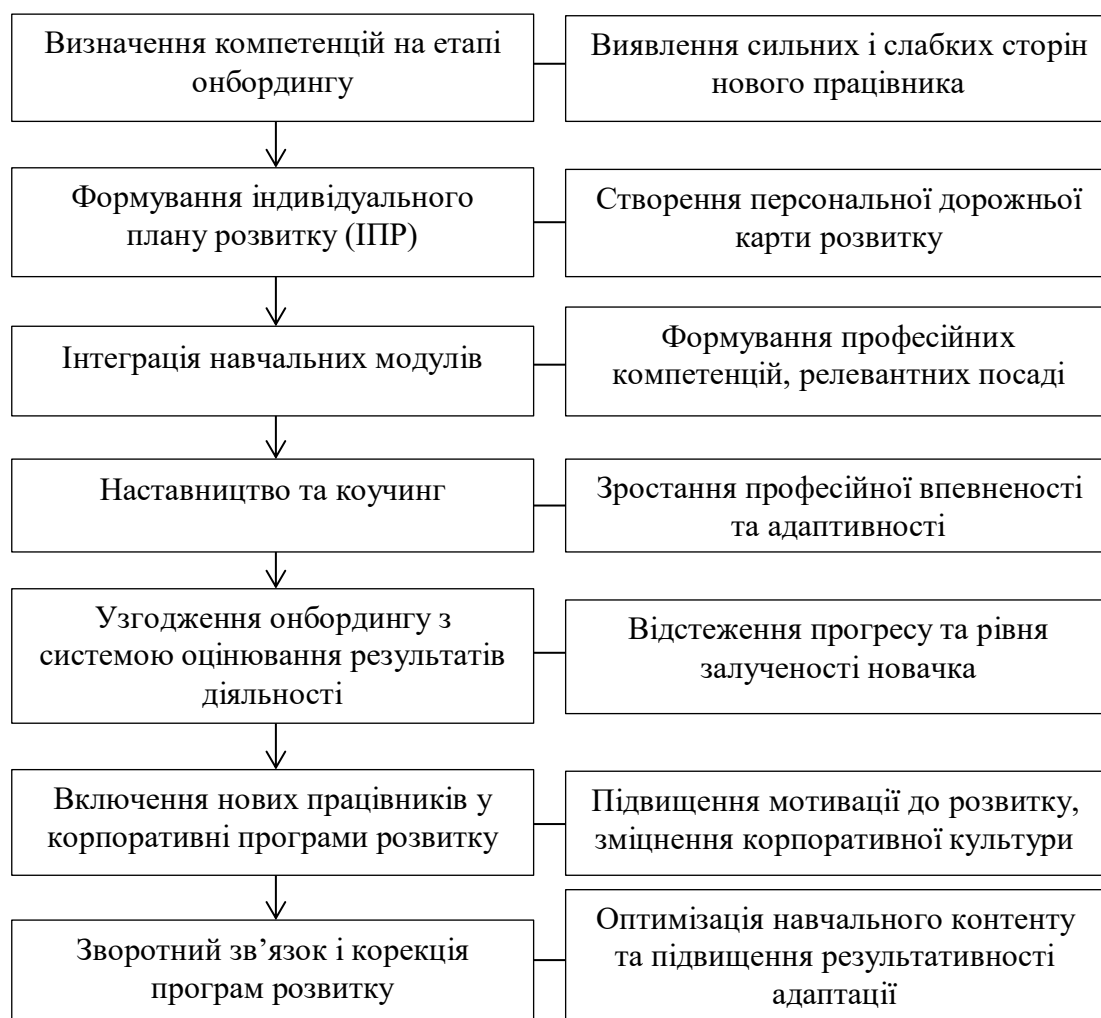 Визначення компетенцій на етапі
онбордингу
Виявлення сильних і слабких сторін
нового працівника
Формування індивідуального
плану розвитку (ІПР)
Створення персональної дорожньої
карти розвитку
Інтеграція навчальних модулів
Формування професійних
компетенцій, релевантних посаді
Наставництво та коучинг
Зростання професійної впевненості
та адаптивності
Узгодження онбордингу з
системою оцінювання результатів
діяльності
Відстеження прогресу та рівня
залученості новачка
Включення нових працівників у
корпоративні програми розвитку
Підвищення мотивації до розвитку,
зміцнення корпоративної культури
Зворотний зв’язок і корекція
програм розвитку
Оптимізація навчального контенту
та підвищення результативності
адаптації